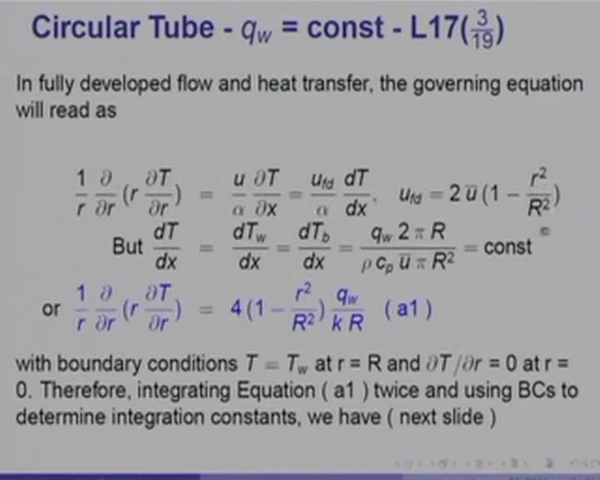 Circular Tube - q_w = const - L17(3/19)
In fully developed flow and heat transfer, the governing equation
will read as
1/r ∂/∂r (r ∂T/∂r) = u/α ∂T/∂x = u_fd/α dT/dx, u_fd = 2 ū (1 − r²/R²)
But dT/dx = dT_w/dx = dT_b/dx = q_w 2 π R / ρ c_p ū π R² = const
or 1/r ∂/∂r (r ∂T/∂r) = 4 (1 − r²/R²) q_w/k R ( a1 )
with boundary conditions T = T_w at r = R and ∂T/∂r = 0 at r =
0. Therefore, integrating Equation ( a1 ) twice and using BCs to
determine integration constants, we have ( next slide )